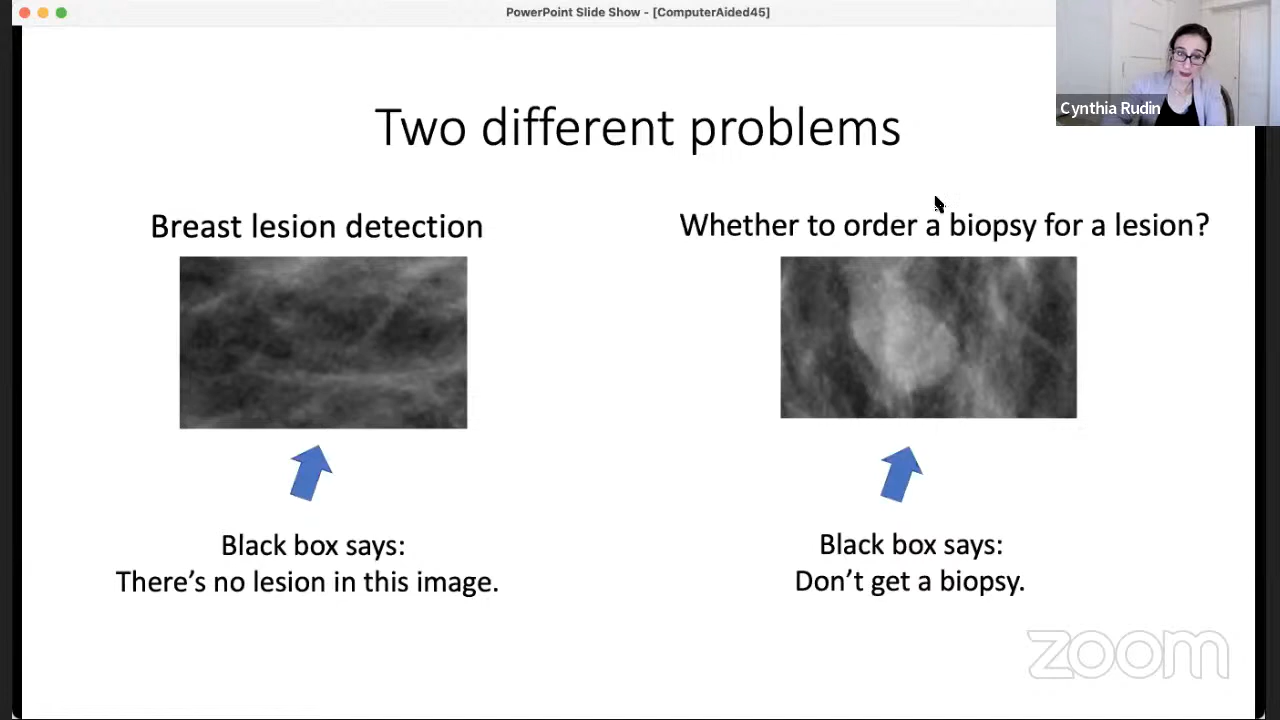 PowerPoint Slide Show - [ComputerAided45]
Cynthia Rudin
Two different problems
Breast lesion detection
Whether to order a biopsy for a lesion?
Black box says:
There's no lesion in this image.
Black box says:
Don't get a biopsy.
zoom